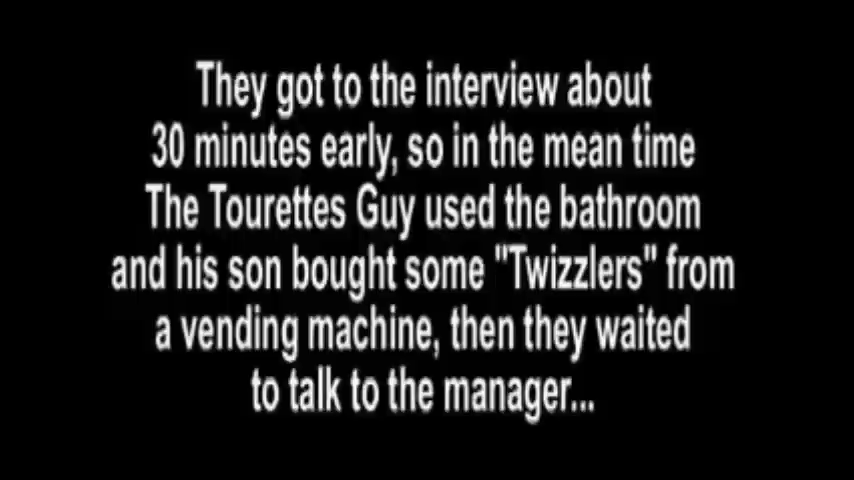 They got to the interview about
30 minutes early, so in the mean time
The Tourettes Guy used the bathroom
and his son bought some "Twizzlers" from
a vending machine, then they waited
to talk to the manager...